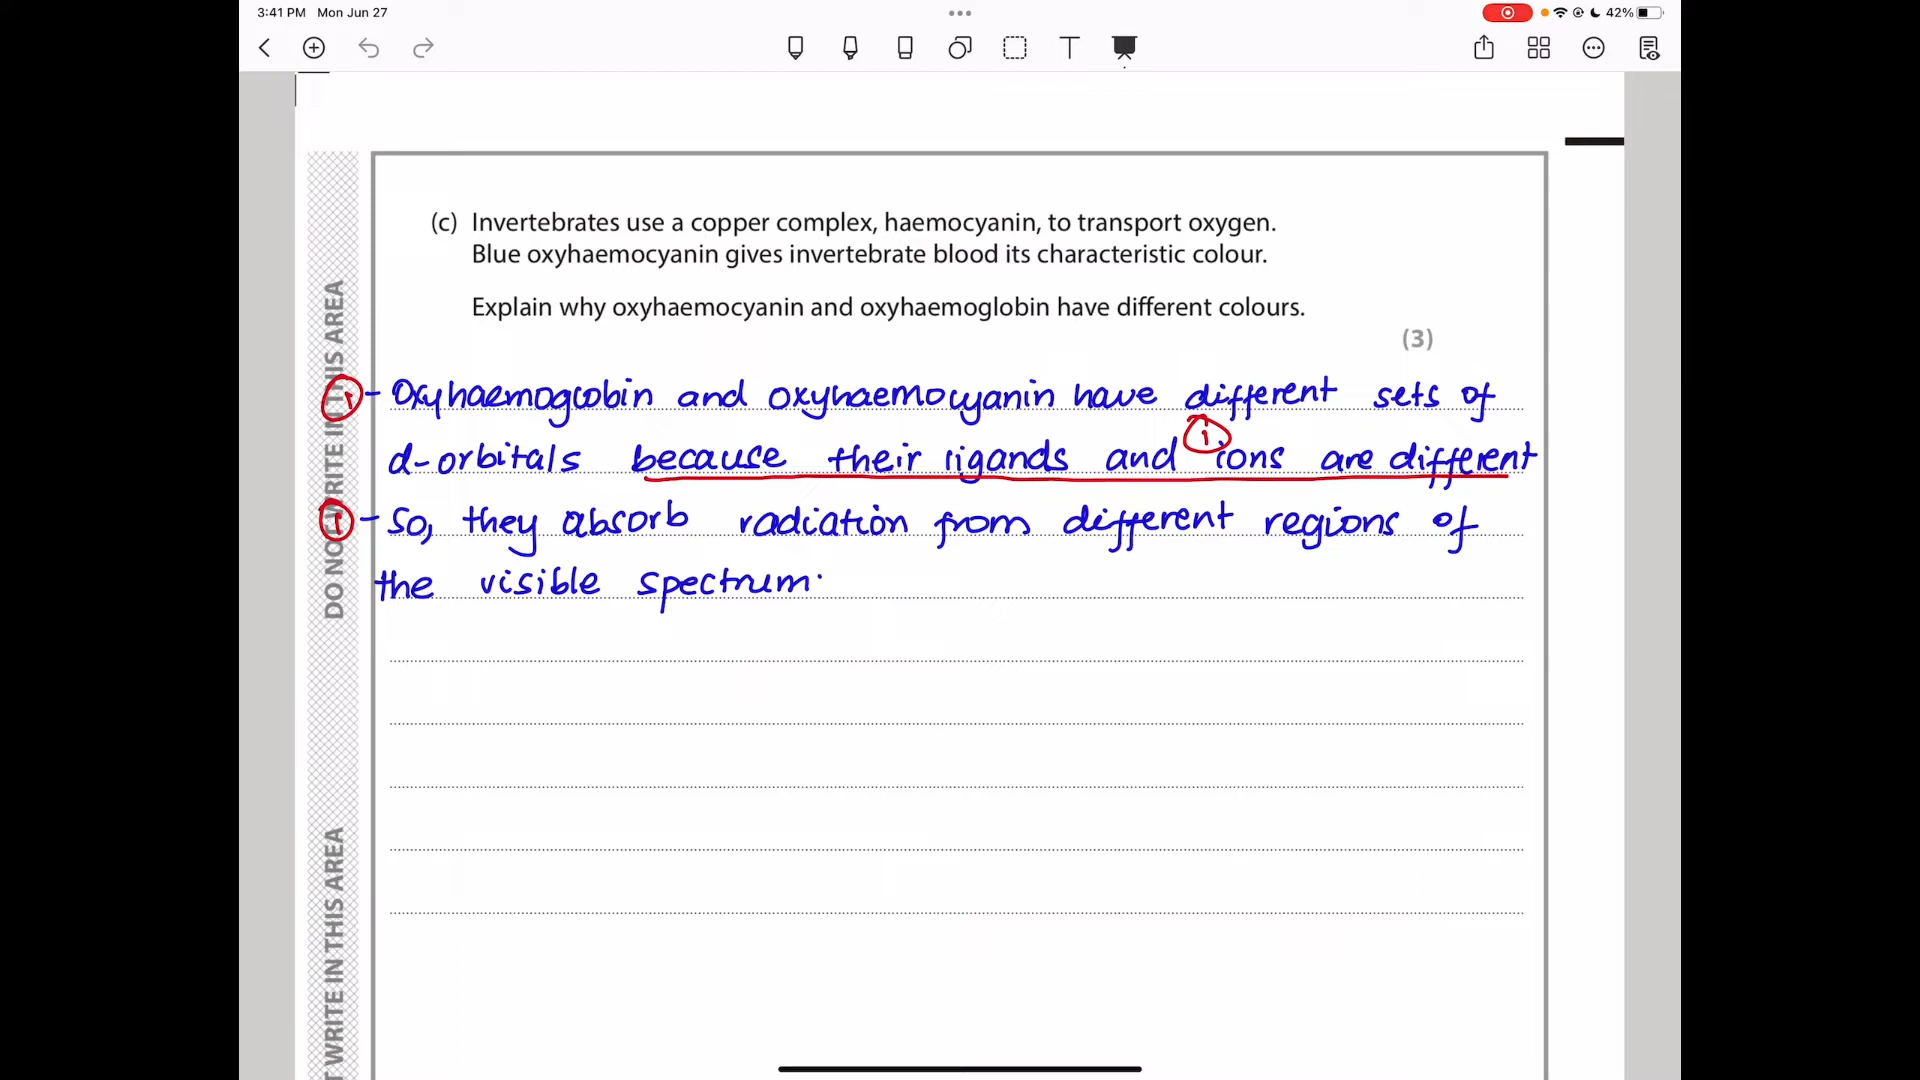 3:41 PM Mon Jun 27
42%
(c) Invertebrates use a copper complex, haemocyanin, to transport oxygen.
Blue oxyhaemocyanin gives invertebrate blood its characteristic colour.
Explain why oxyhaemocyanin and oxyhaemoglobin have different colours.
(3)
1 - Oxyhaemoglobin and oxyhaemocyanin have different sets of
1
d-orbitals because their ligands and ions are different
1 - So, they absorb radiation from different regions of
the visible spectrum.
DO NOT WRITE IN THIS AREA
T WRITE IN THIS AREA